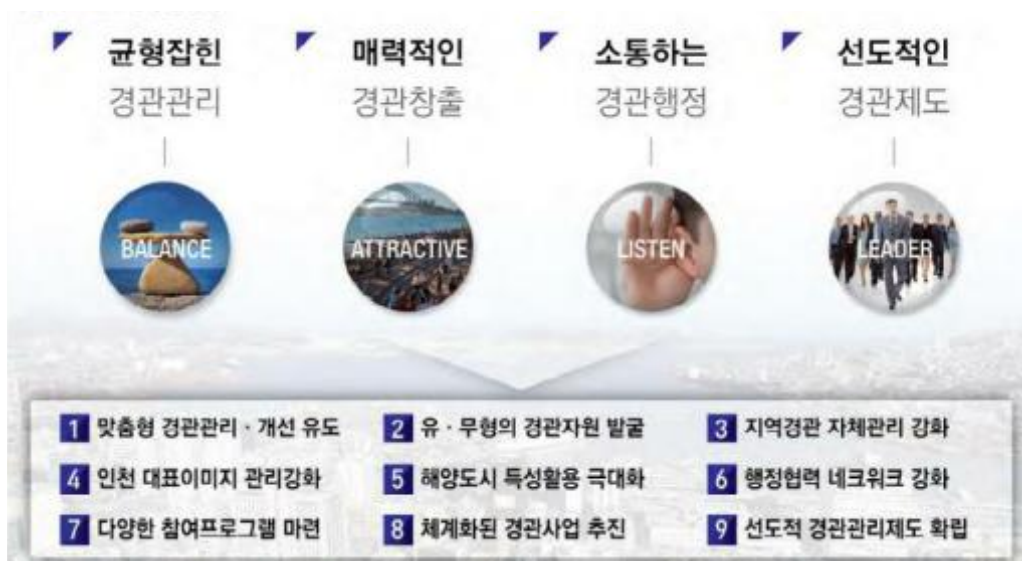 균형잡힌
경관관리
매력적인
경관창출
소통하는
경관행정
선도적인
경관제도
BALANCE
ATTRACTIVE
LISTEN
LEADER
1 맞춤형 경관관리 · 개선 유도
2 유 · 무형의 경관자원 발굴
3 지역경관 자체관리 강화
4 인천 대표이미지 관리강화
5 해양도시 특성활용 극대화
6 행정협력 네크워크 강화
7 다양한 참여프로그램 마련
8 체계화된 경관사업 추진
9 선도적 경관관리제도 확립